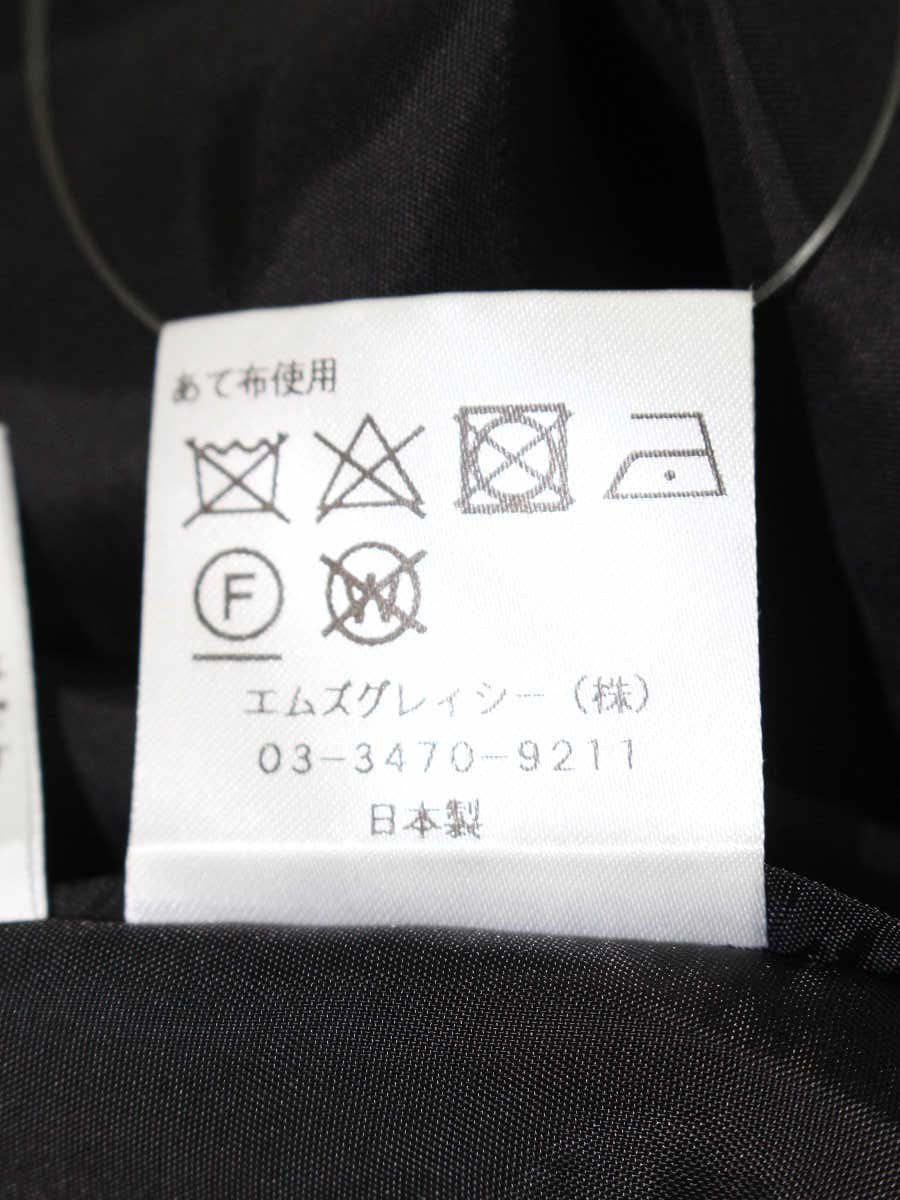 あて布使用
F
W
エムズグレイシー（株）
03-3470-9211
日本製